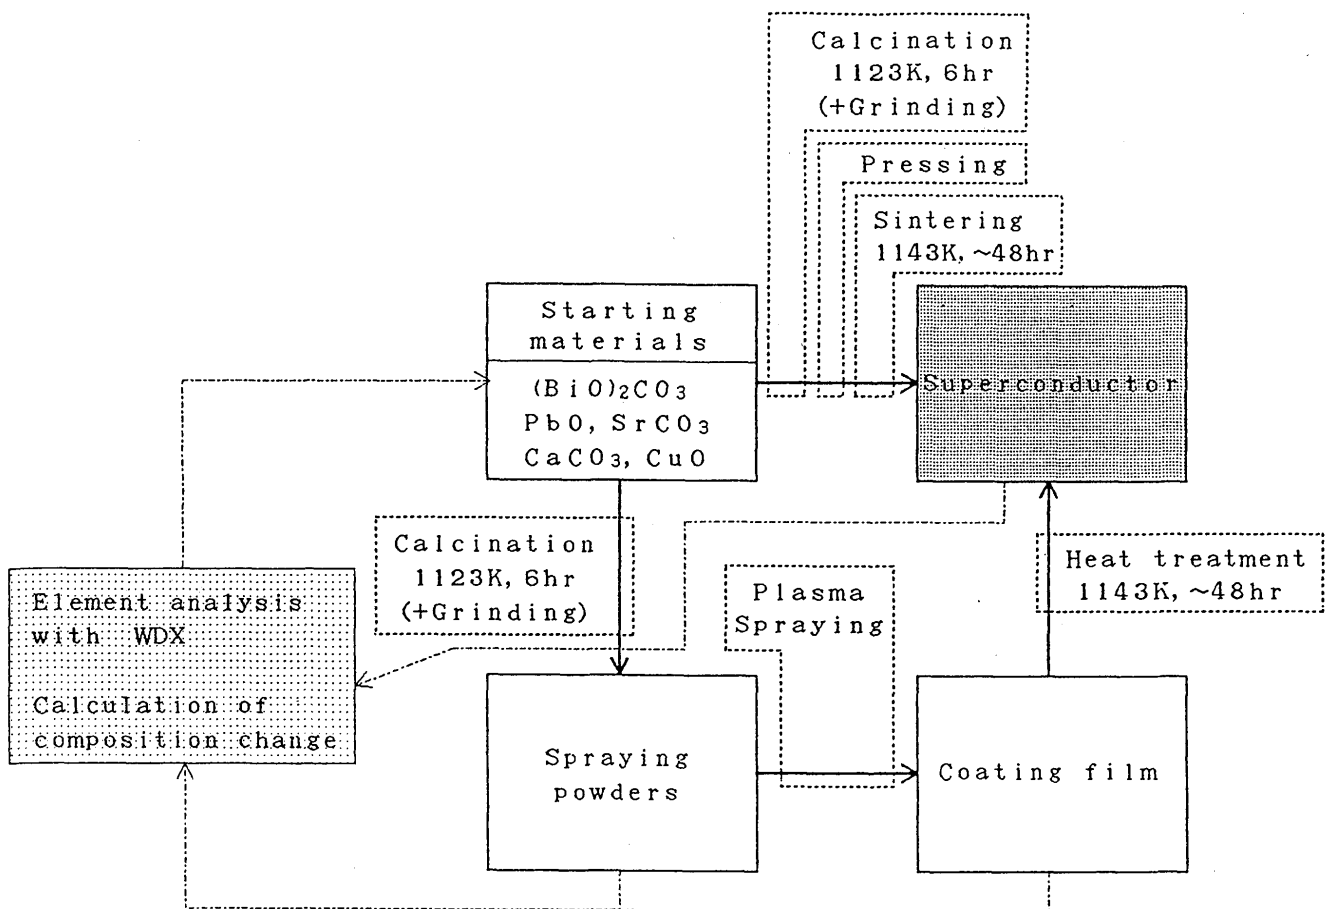 Calcination
1123K, 6hr
(+Grinding)
Pressing
Sintering
1143K, ~48hr
Starting
materials
(BiO)2CO3
PbO, SrCO3
CaCO3, CuO
Superconductor
Calcination
1123K, 6hr
(+Grinding)
Plasma
Spraying
Heat treatment
1143K, ~48hr
Element analysis
with WDX
Calculation of
composition change
Spraying
powders
Coating film